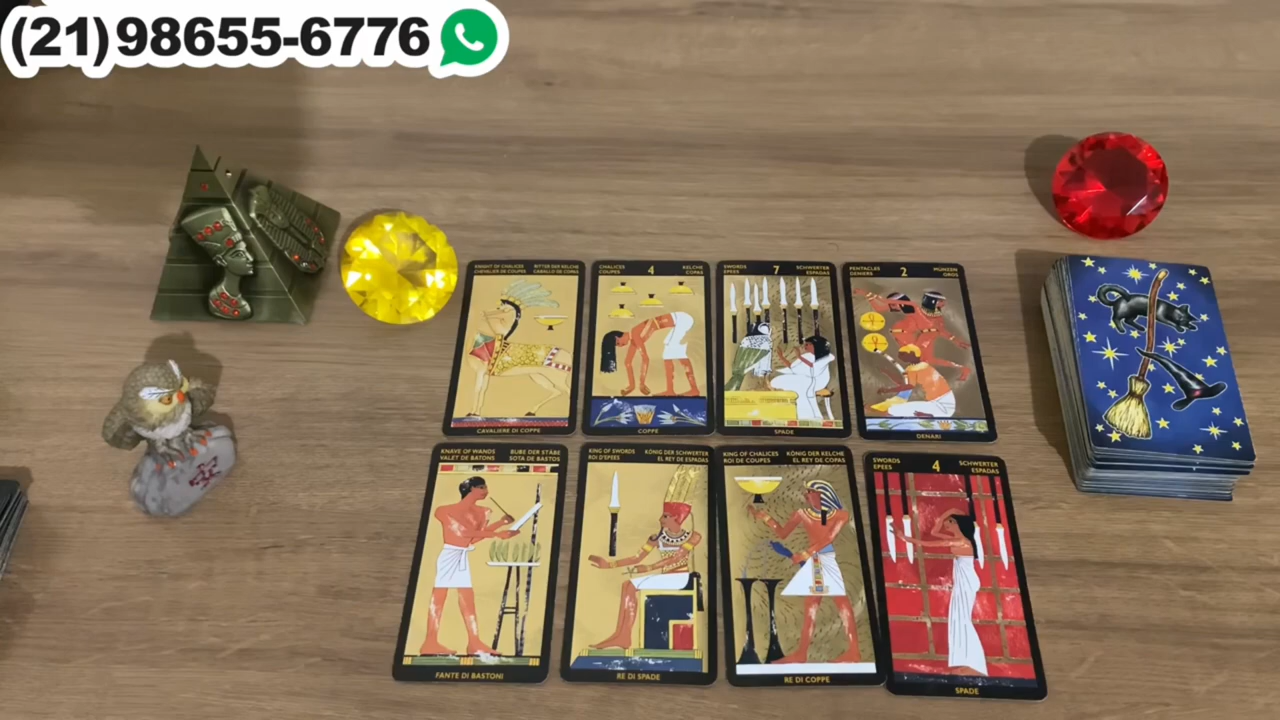 (21)98655-6776
KNIGHT OF CHALICES
CHEVALIER DE COUPES
RITTER DER KELCHE
CABALLO DE COPAS
CAVALIERE DI COPPE
CHALICES
COUPES
4
KELCHE
COPAS
COPPE
SWORDS
EPEES
7
SCHWERTER
ESPADAS
SPADE
PENTACLES
DENIERS
2
MÜNZEN
OROS
DENARI
KNAVE OF WANDS
VALET DE BATONS
BUBE DER STÄBE
SOTA DE BASTOS
FANTE DI BASTONI
KING OF SWORDS
ROI D'EPEES
KÖNIG DER SCHWERTER
EL REY DE ESPADAS
RE DI SPADE
KING OF CHALICES
ROI DE COUPES
KÖNIG DER KELCHE
EL REY DE COPAS
RE DI COPPE
SWORDS
EPEES
4
SCHWERTER
ESPADAS
SPADE